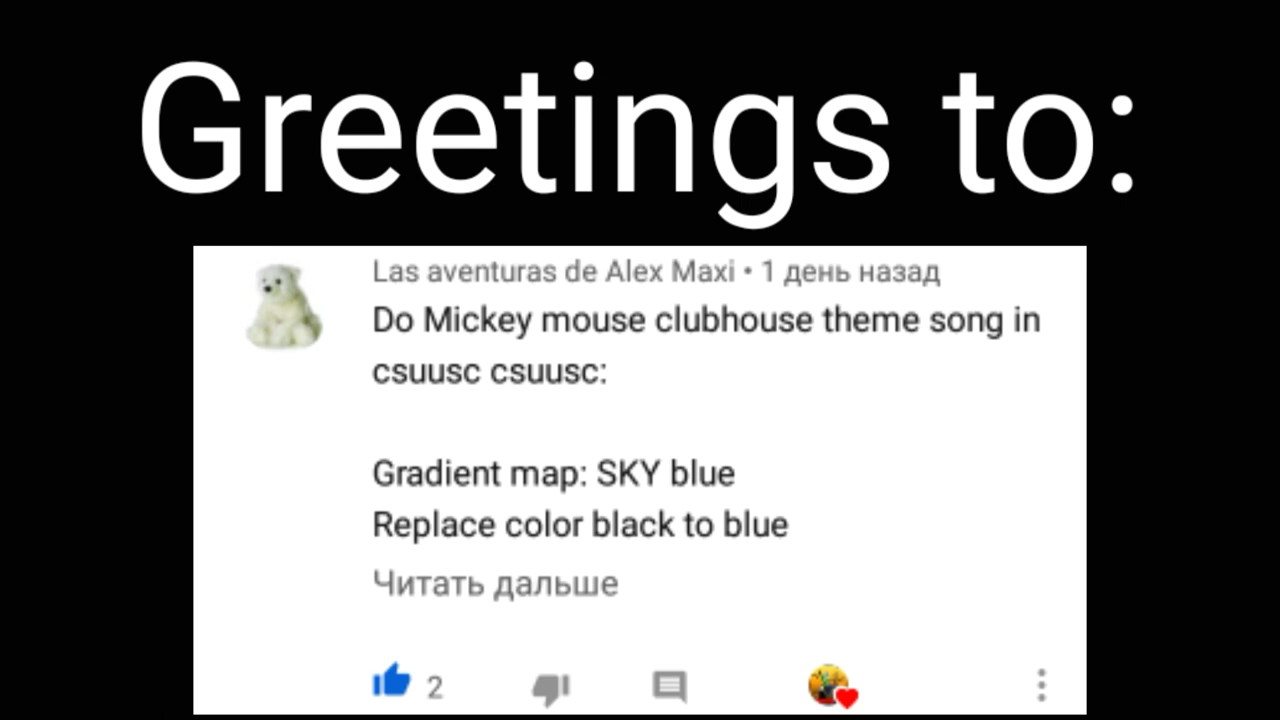 Greetings to:
Las aventuras de Alex Maxi • 1 день назад
Do Mickey mouse clubhouse theme song in
csuusc csuusc:
Gradient map: SKY blue
Replace color black to blue
Читать дальше
2